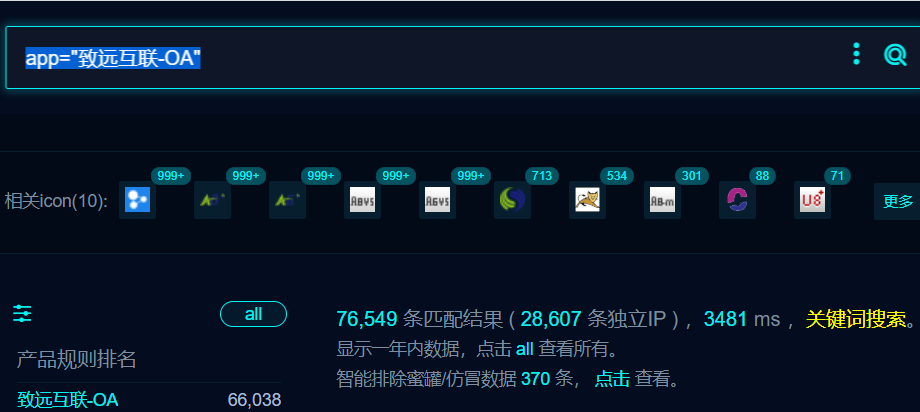 app="致远互联-OA"
999+ 999+ 999+ 999+ 999+ 713 534 301 88 71
相关icon(10): A8V5 A6V5 A8-m U8+ 更多
all
76,549 条匹配结果 ( 28,607 条独立IP ) ，3481 ms ，关键词搜索。
显示一年内数据，点击 all 查看所有。
产品规则排名
智能排除蜜罐/仿冒数据 370 条， 点击 查看。
致远互联-OA 66,038